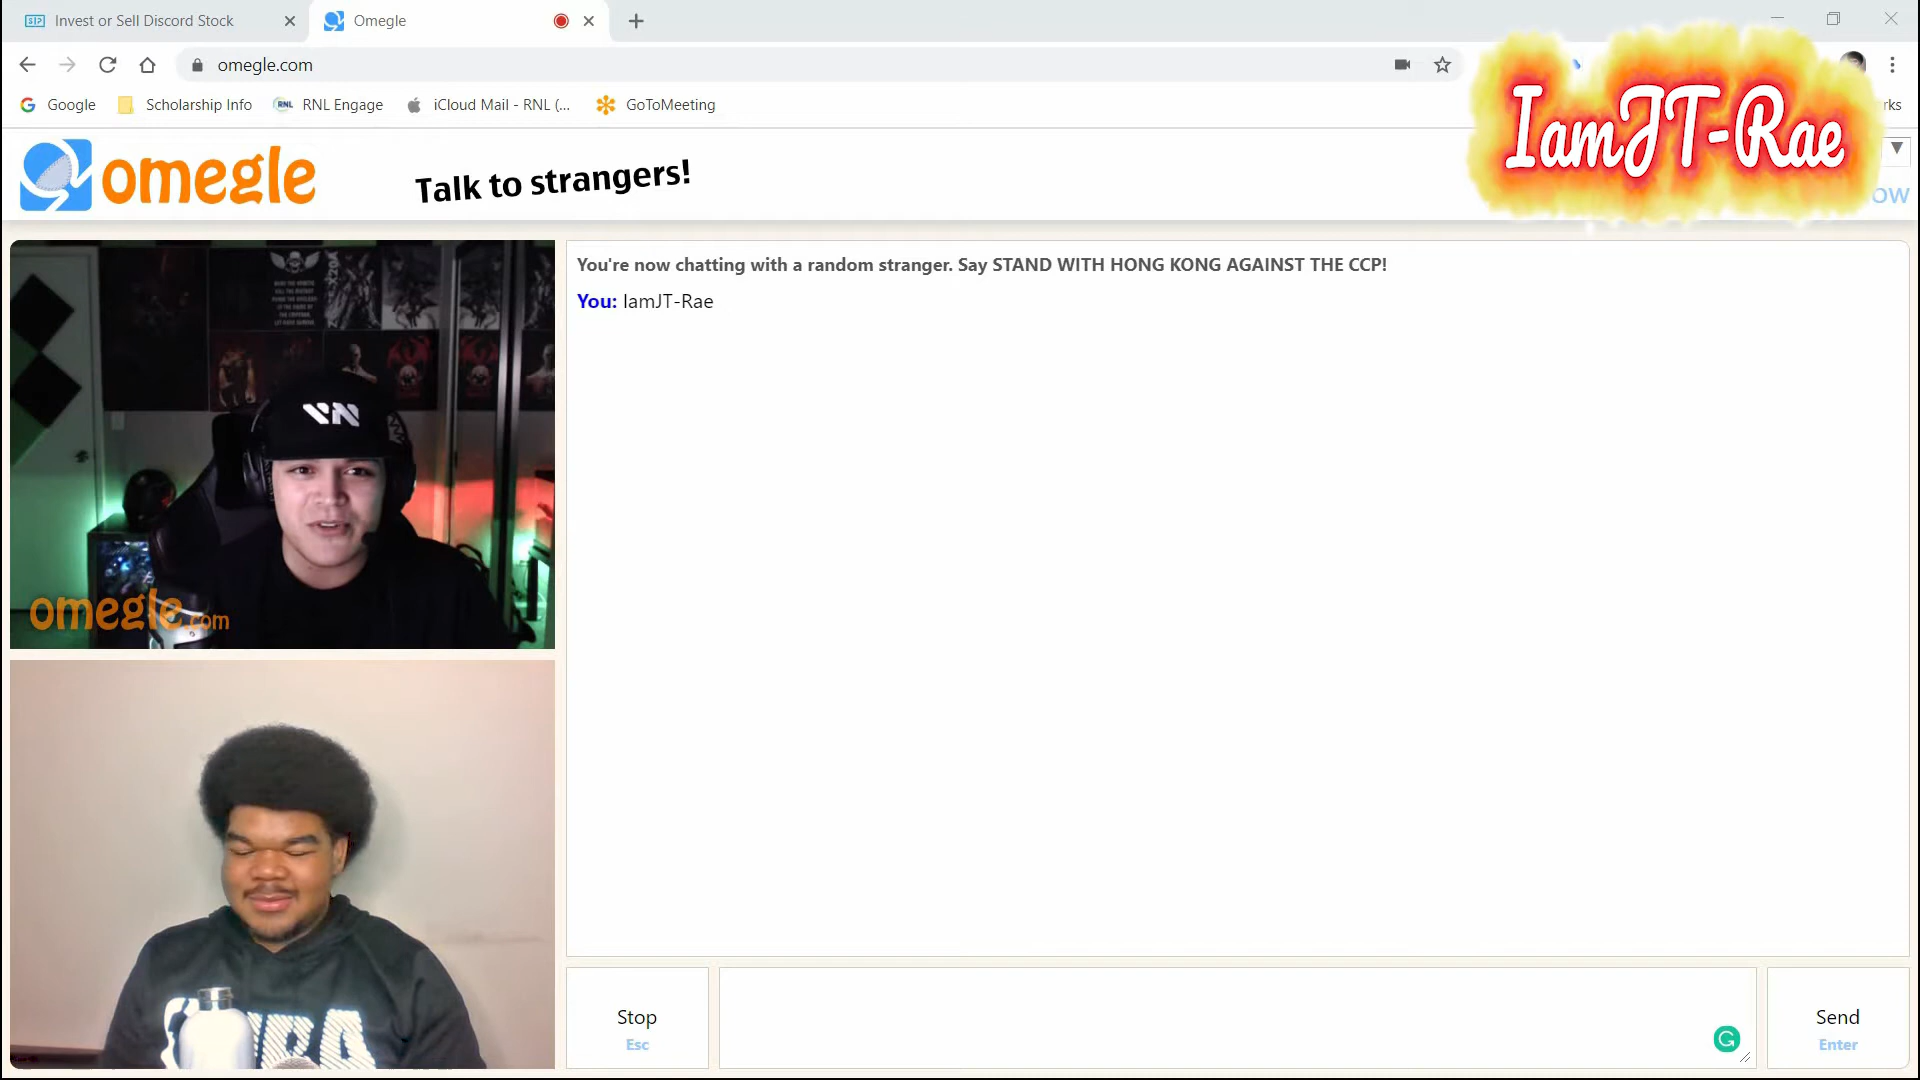 Invest or Sell Discord Stock
Omegle
omegle.com
Google
Scholarship Info
RNL Engage
iCloud Mail - RNL (...
GoToMeeting
rks
IamJT-Rae
omegle
Talk to strangers!
ow
You're now chatting with a random stranger. Say STAND WITH HONG KONG AGAINST THE CCP!
You: IamJT-Rae
omegle.com
Stop
Esc
Send
Enter